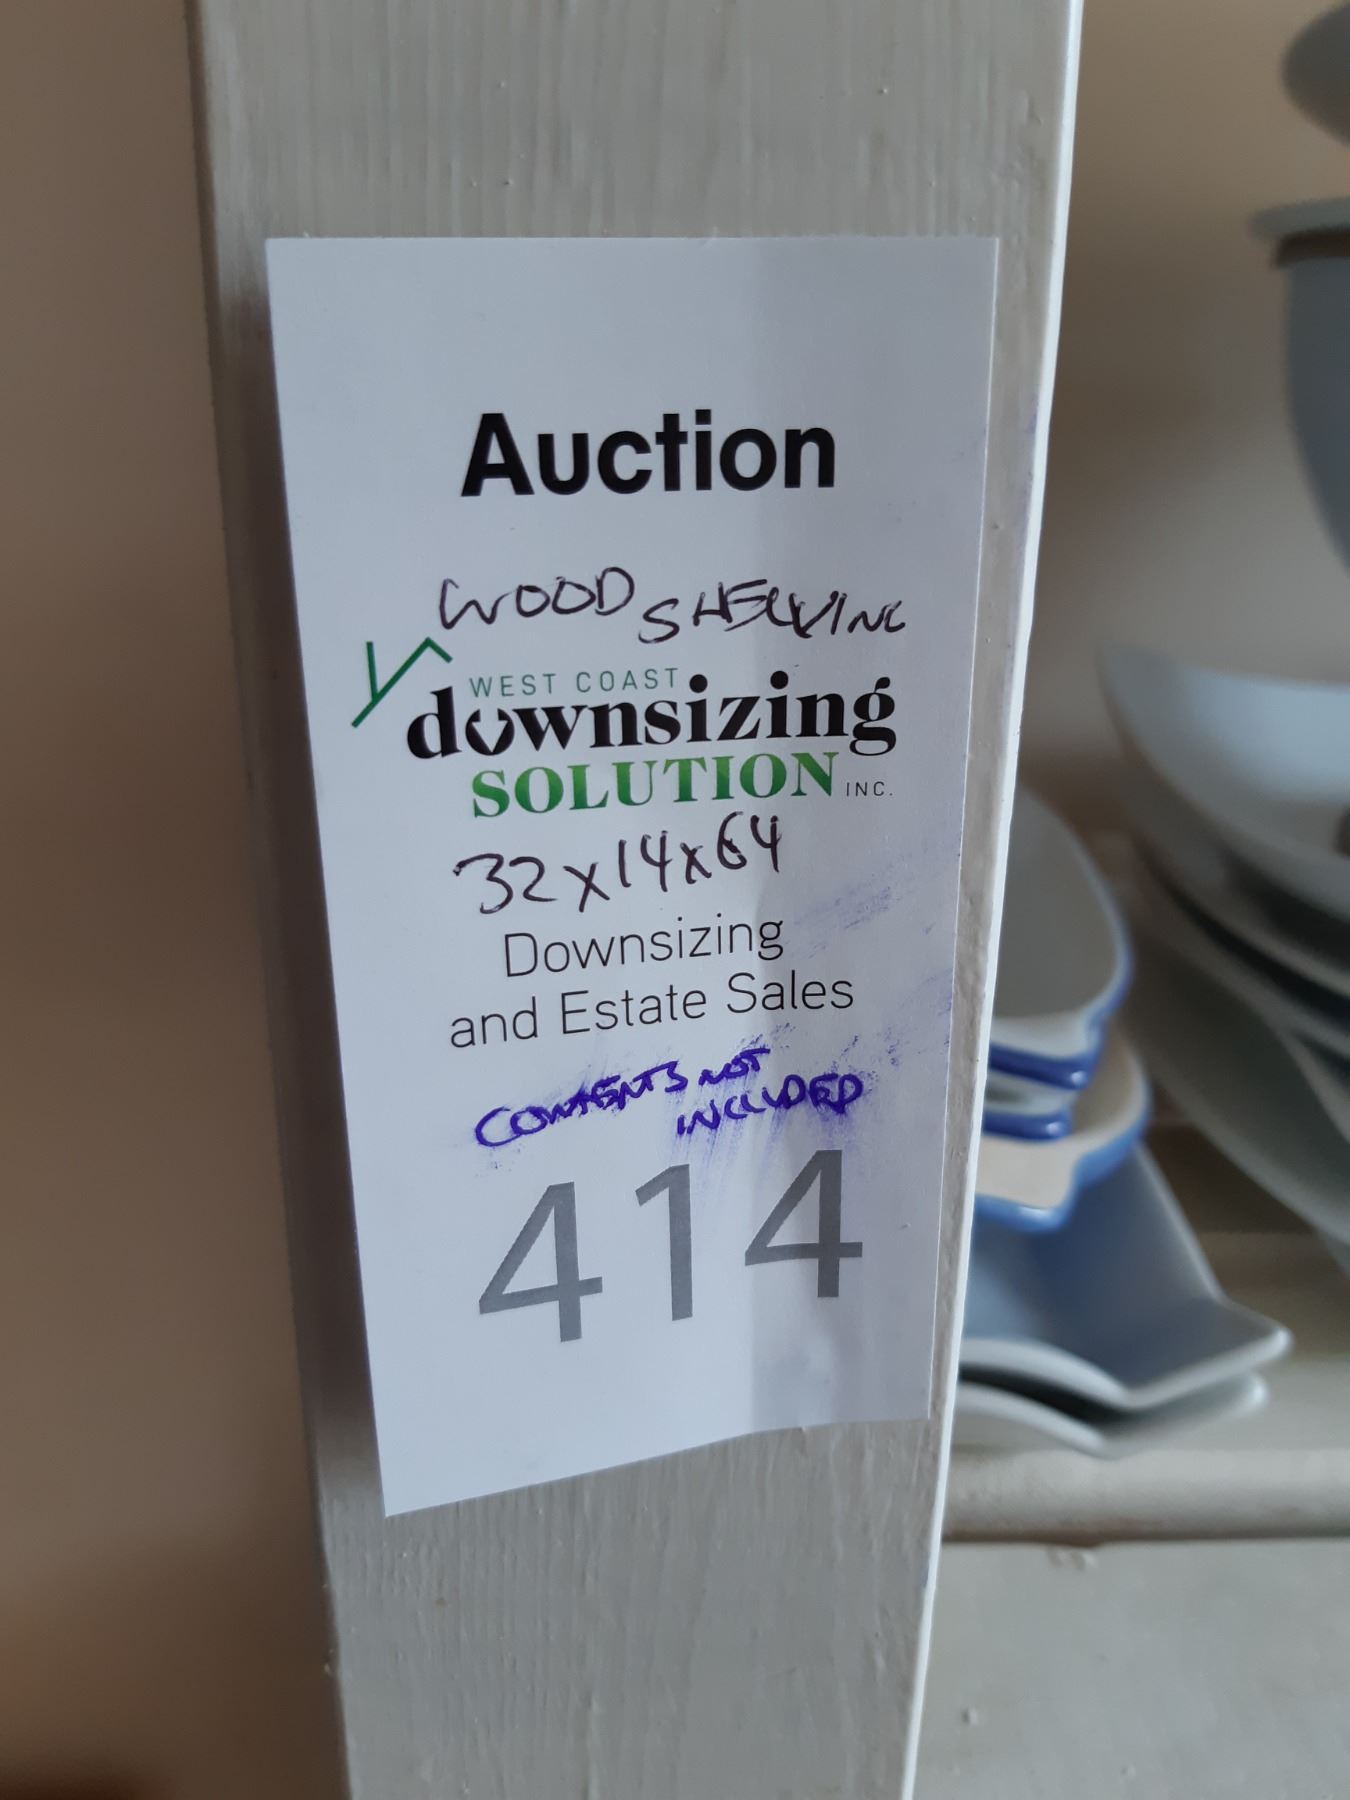 Auction
WOOD SHELVING
WEST COAST
downsizing
SOLUTION INC.
32x14x64
Downsizing
and Estate Sales
CONTENTS NOT
INCLUDED
414